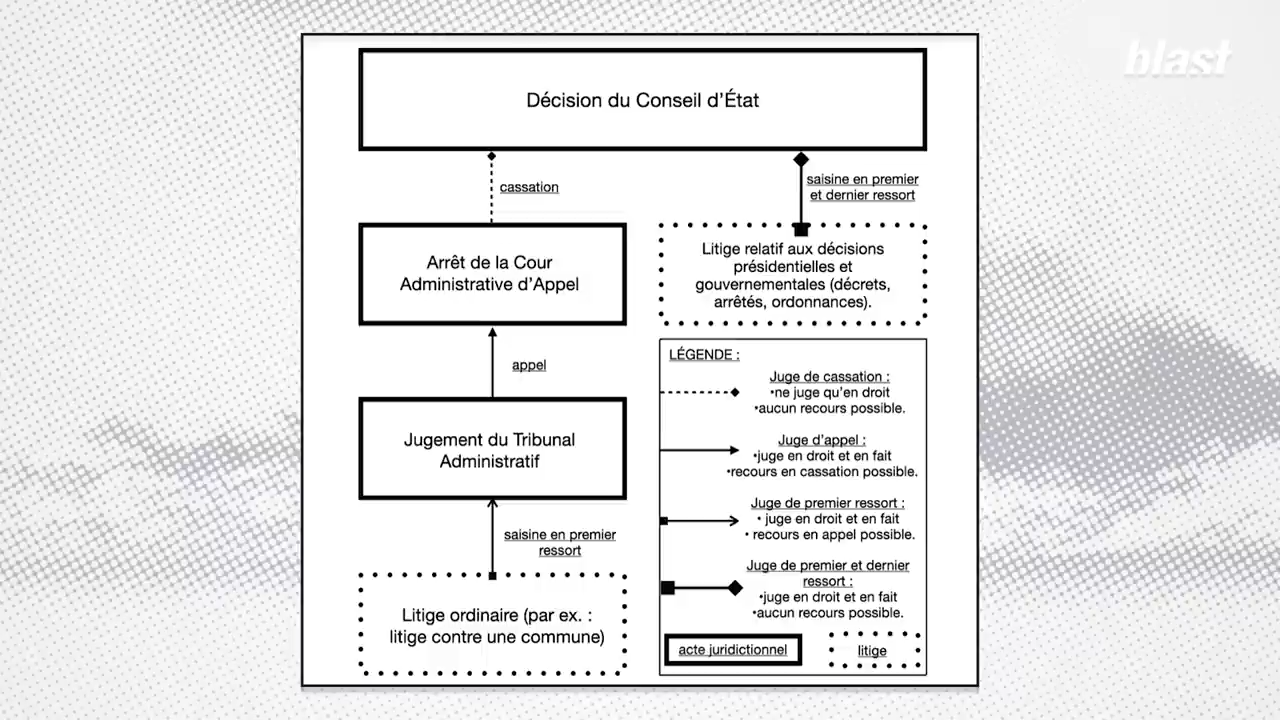 blast
Décision du Conseil d’État
cassation
saisine en premier
et dernier ressort
Arrêt de la Cour
Administrative d’Appel
Litige relatif aux décisions
présidentielles et
gouvernementales (décrets,
arrêtés, ordonnances).
appel
Jugement du Tribunal
Administratif
saisine en premier
ressort
Litige ordinaire (par ex. :
litige contre une commune)
LÉGENDE :
Juge de cassation :
•ne juge qu’en droit
•aucun recours possible.
Juge d’appel :
•juge en droit et en fait
•recours en cassation possible.
Juge de premier ressort :
• juge en droit et en fait
• recours en appel possible.
Juge de premier et dernier
ressort :
•juge en droit et en fait
•aucun recours possible.
acte juridictionnel
litige